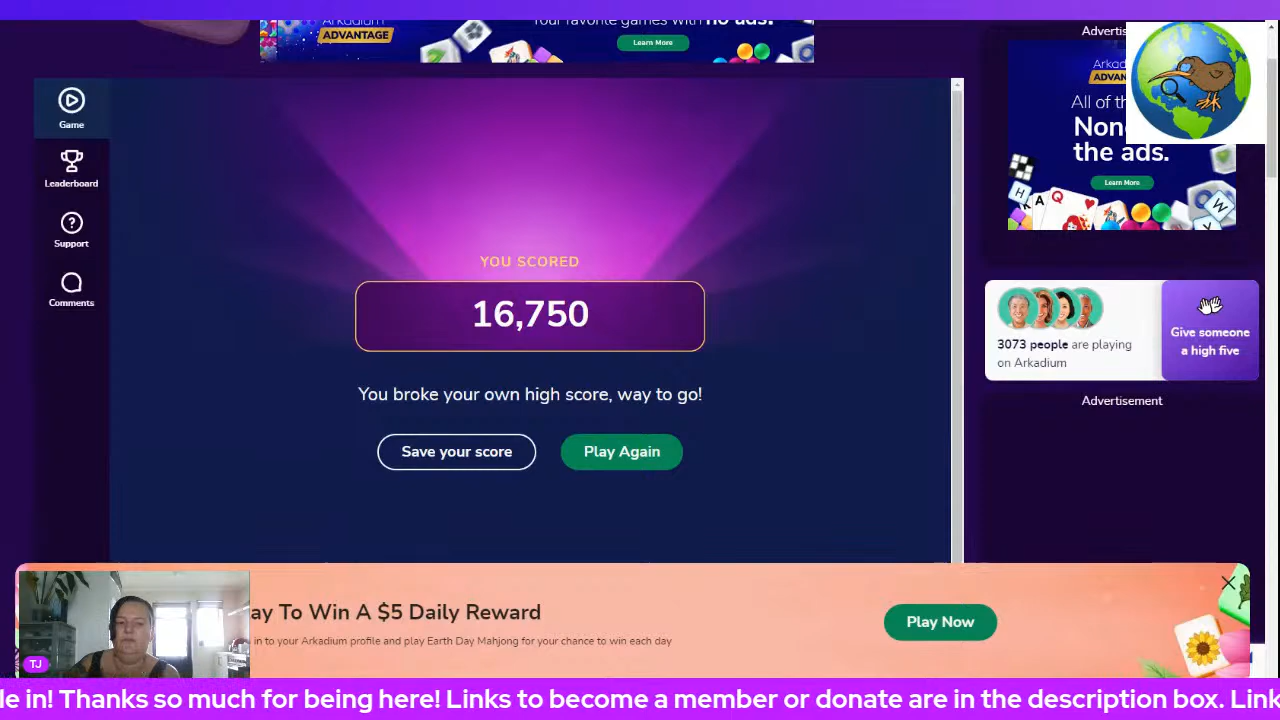 Arkadium
ADVANTAGE
Your favorite games with no ads.
Learn More
Game
Leaderboard
Support
Comments
YOU SCORED
16,750
You broke your own high score, way to go!
Save your score
Play Again
All of th
Non
the ads.
Learn More
H
A
Q
W
3073 people are playing
on Arkadium
Give someone
a high five
Advertisement
ay To Win A $5 Daily Reward
in to your Arkadium profile and play Earth Day Mahjong for your chance to win each day
Play Now
TJ
le in! Thanks so much for being here! Links to become a member or donate are in the description box. Link